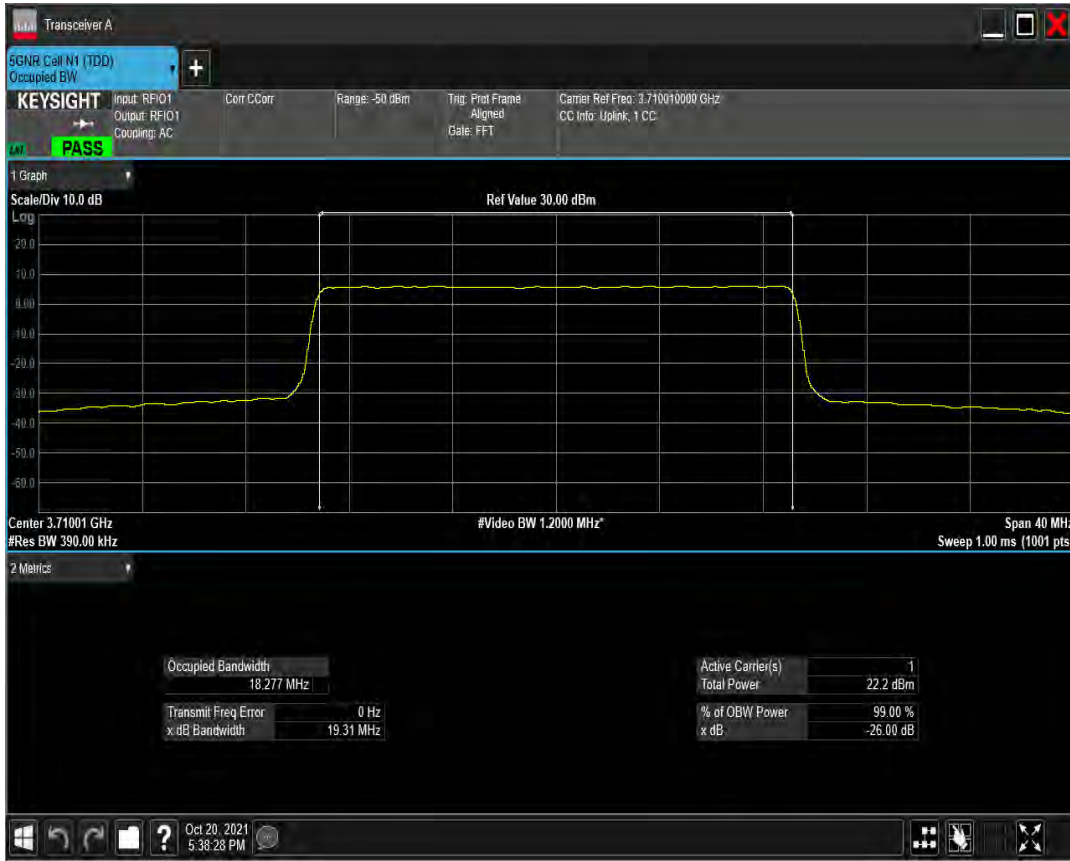 Transceiver A
5GNR Cell N1 (TDD)
Occupied BW
+
KEYSIGHT
PASS
Input: RFIO1
Output: RFIO1
Coupling: AC
Corr CCorr
Range: -50 dBm
Trig: Prot Frame
Aligned
Gate: FFT
Carrier Ref Freq: 3.710010000 GHz
CC Info: Uplink, 1 CC
1 Graph
Scale/Div 10.0 dB
Ref Value 30.00 dBm
Log
20.0
10.0
0.00
-10.0
-20.0
-30.0
-40.0
-50.0
-60.0
Center 3.71001 GHz
#Video BW 1.2000 MHz*
Span 40 MHz
#Res BW 390.00 kHz
Sweep 1.00 ms (1001 pts
2 Metrics
Occupied Bandwidth
18.277 MHz
Transmit Freq Error 0 Hz
x dB Bandwidth 19.31 MHz
Active Carrier(s) 1
Total Power 22.2 dBm
% of OBW Power 99.00 %
x dB -26.00 dB
?
Oct 20, 2021
5:38:28 PM